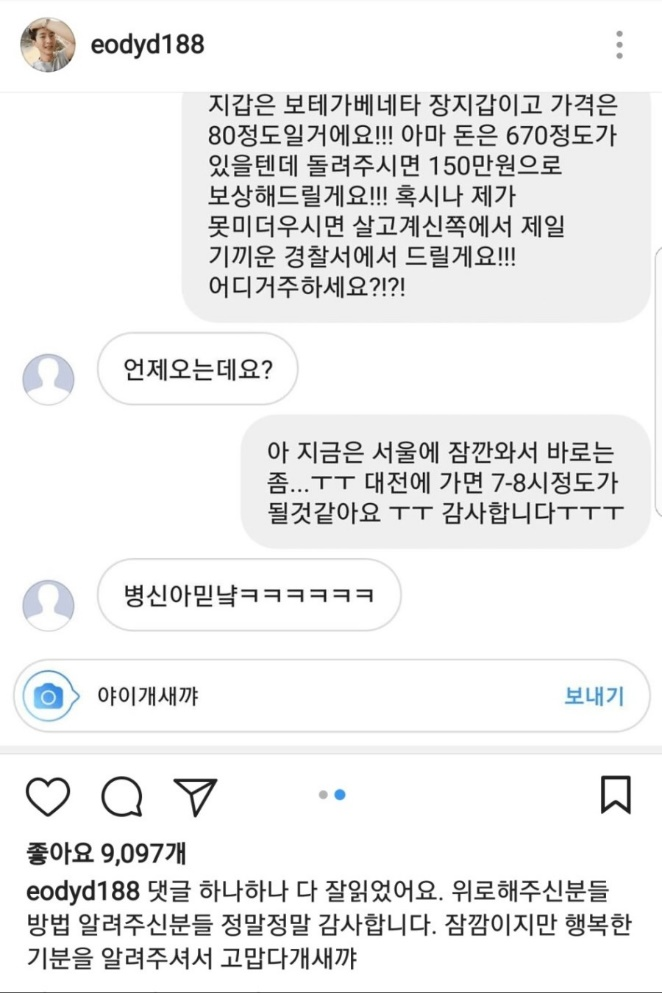 eodyd188
지갑은 보테가베네타 장지갑이고 가격은
80정도일거에요!!! 아마 돈은 670정도가
있을텐데 돌려주시면 150만원으로
보상해드릴게요!!! 혹시나 제가
못미더우시면 살고계신쪽에서 제일
기끼운 경찰서에서 드릴게요!!!
어디거주하세요?!?!
언제오는데요?
아 지금은 서울에 잠깐와서 바로는
좀...ㅜㅜ 대전에 가면 7-8시정도가
될것같아요 ㅜㅜ 감사합니다ㅜㅜㅜ
병신아믿냨ㅋㅋㅋㅋㅋㅋ
야이개새꺄
보내기
좋아요 9,097개
eodyd188 댓글 하나하나 다 잘읽었어요. 위로해주신분들
방법 알려주신분들 정말정말 감사합니다. 잠깜이지만 행복한
기분을 알려주셔서 고맙다개새꺄